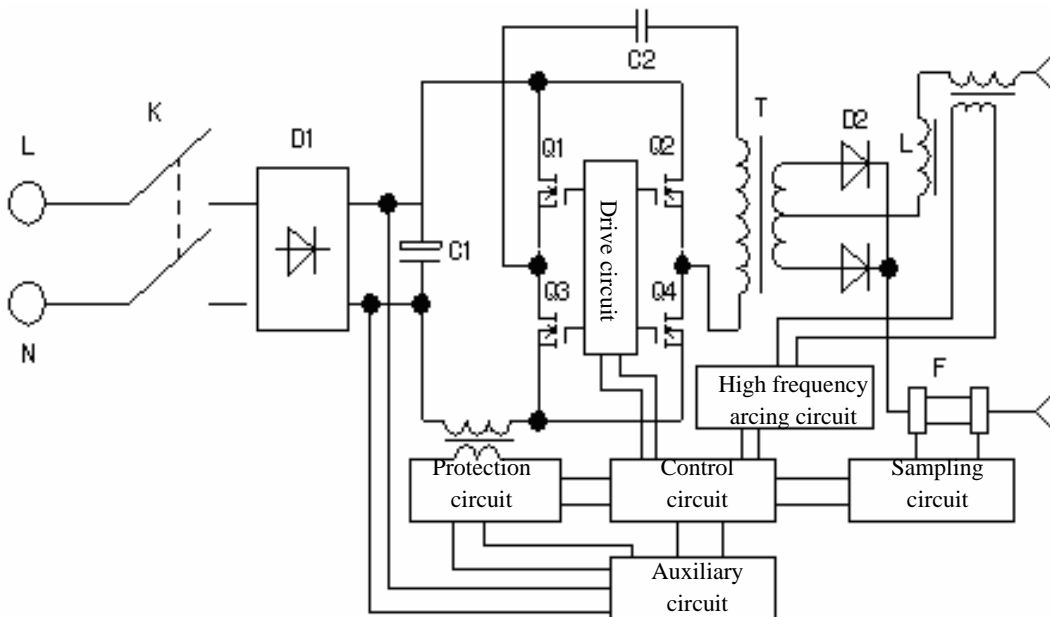 C2
K
T
L
D1
D2
Q1
Q2
L
Drive circuit
C1
Q3
Q4
N
F
High frequency
arcing circuit
Protection
circuit
Control
circuit
Sampling
circuit
Auxiliary
circuit